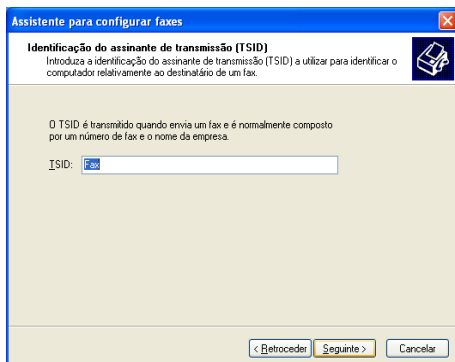 Assistente para configurar faxes
Identificação do assinante de transmissão (TSID)
Introduza a identificação do assinante de transmissão (TSID) a utilizar para identificar o
computador relativamente ao destinatário de um fax.
O TSID é transmitido quando envia um fax e é normalmente composto
por um número de fax e o nome da empresa.
TSID: Fax
< Retroceder Seguinte > Cancelar